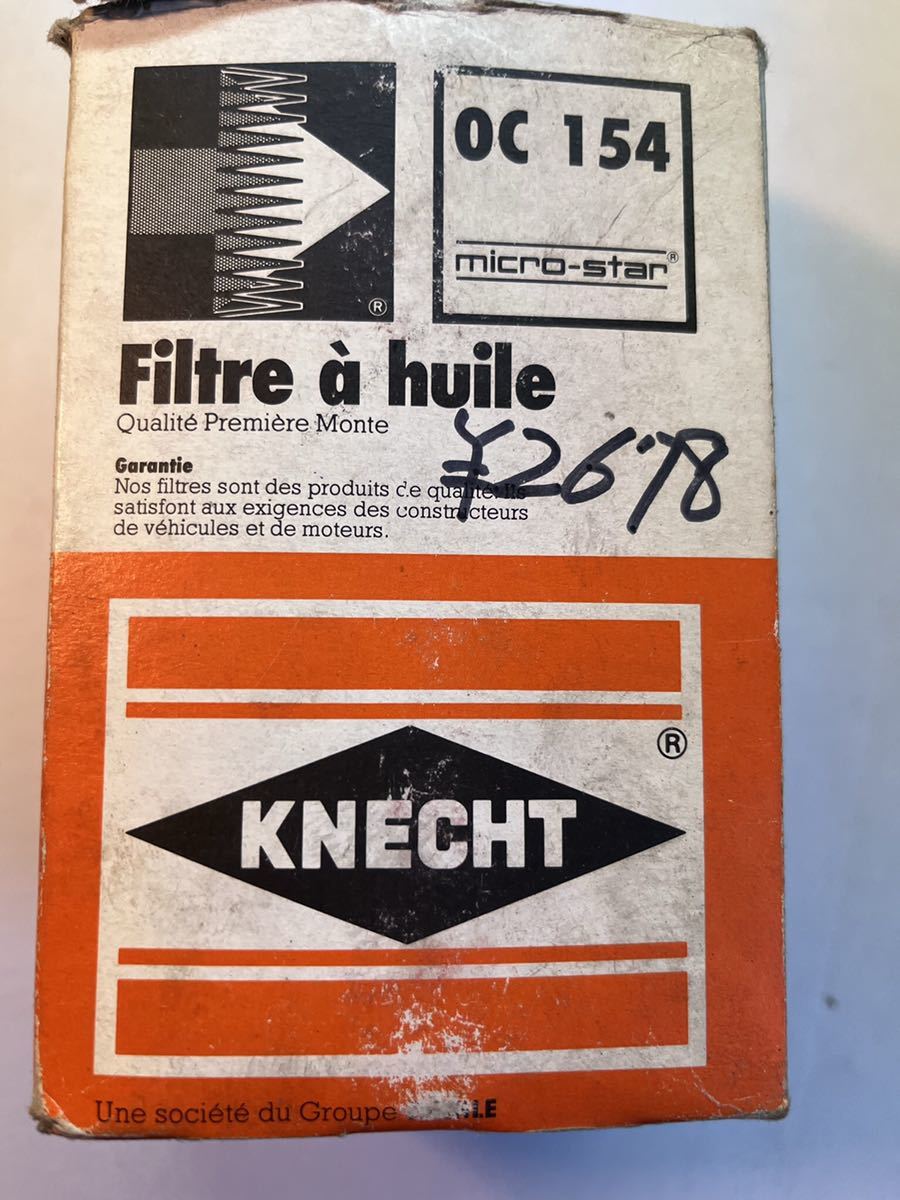 OC 154
micro-star®
®
Filtre à huile
Qualité Première Monte
¥2678
Garantie
Nos filtres sont des produits de qualité. Ils
satisfont aux exigences des constructeurs
de véhicules et de moteurs.
®
KNECHT
Une société du Groupe